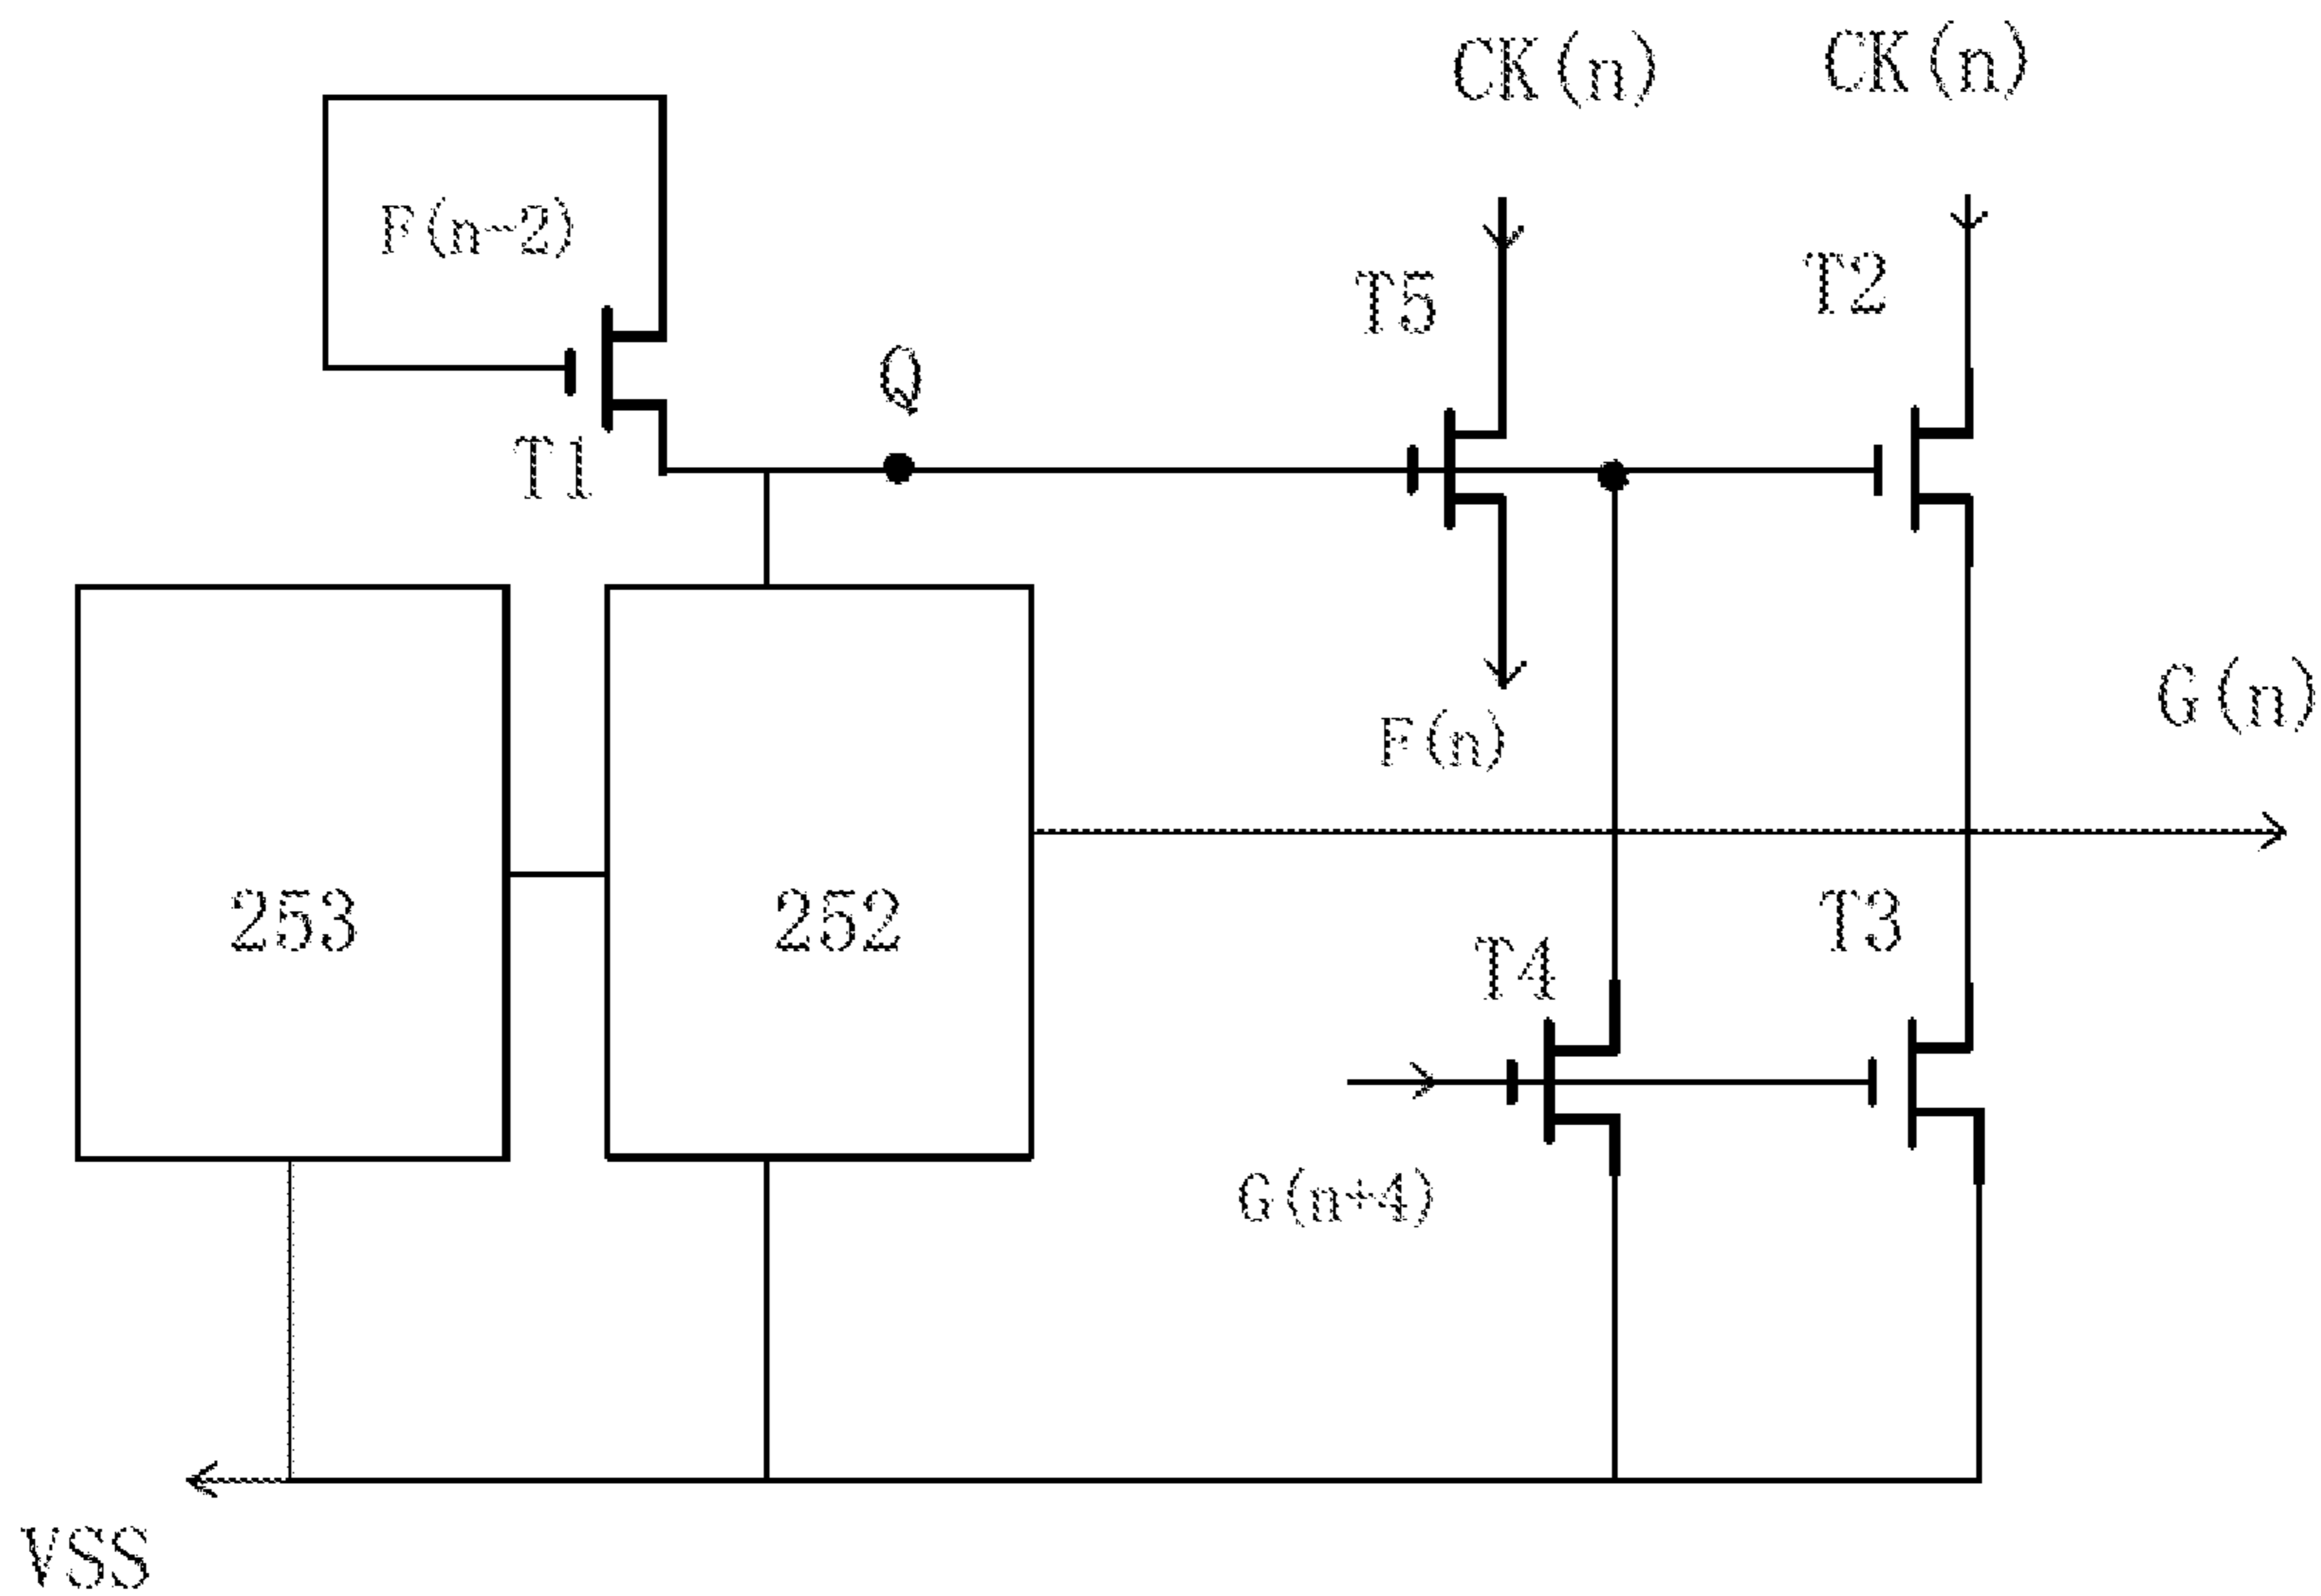 CK(n)
CK(n)
F(n-2)
T5
T2
Q
T1
G(n)
F(n)
253
252
T4
T3
G(n+4)
VSS